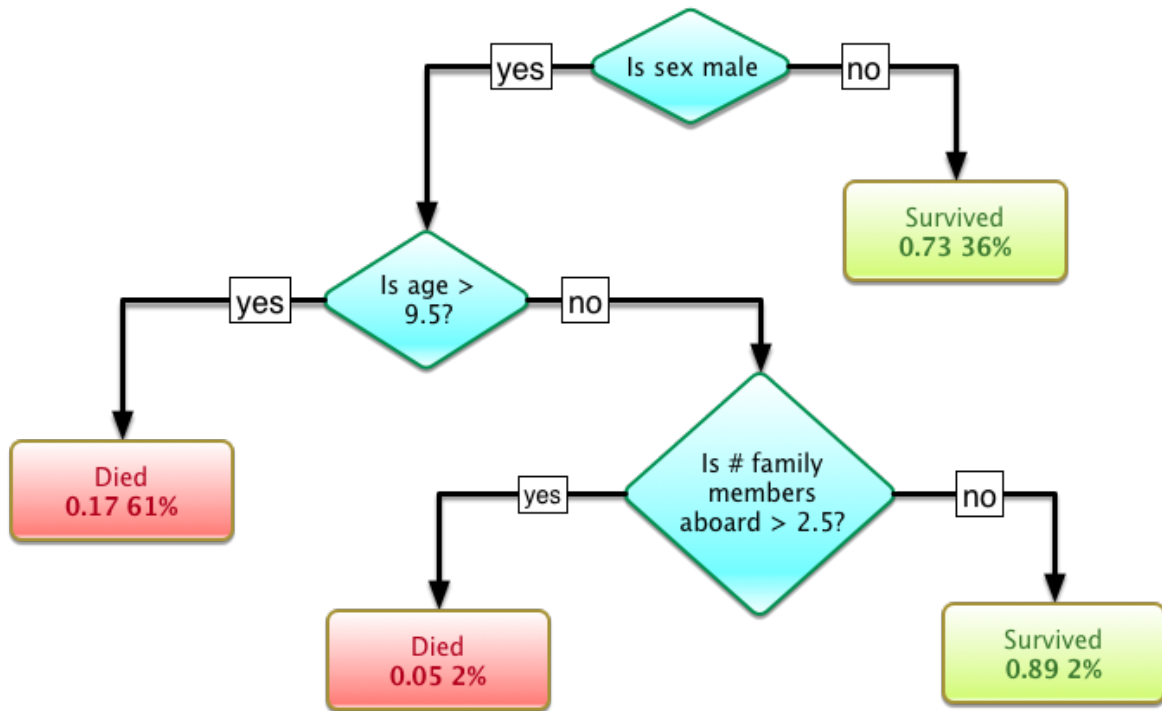 yes
Is sex male
no
Survived
0.73 36%
yes
Is age >
9.5?
no
Died
0.17 61%
yes
Is # family
members
aboard > 2.5?
no
Died
0.05 2%
Survived
0.89 2%